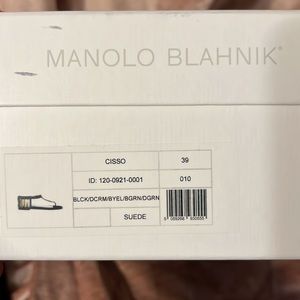 MANOLO BLAHNIK®
CISSO 39
ID: 120-0921-0001 010
BLCK/DCRM/BYEL/BGRN/DGRN
SUEDE